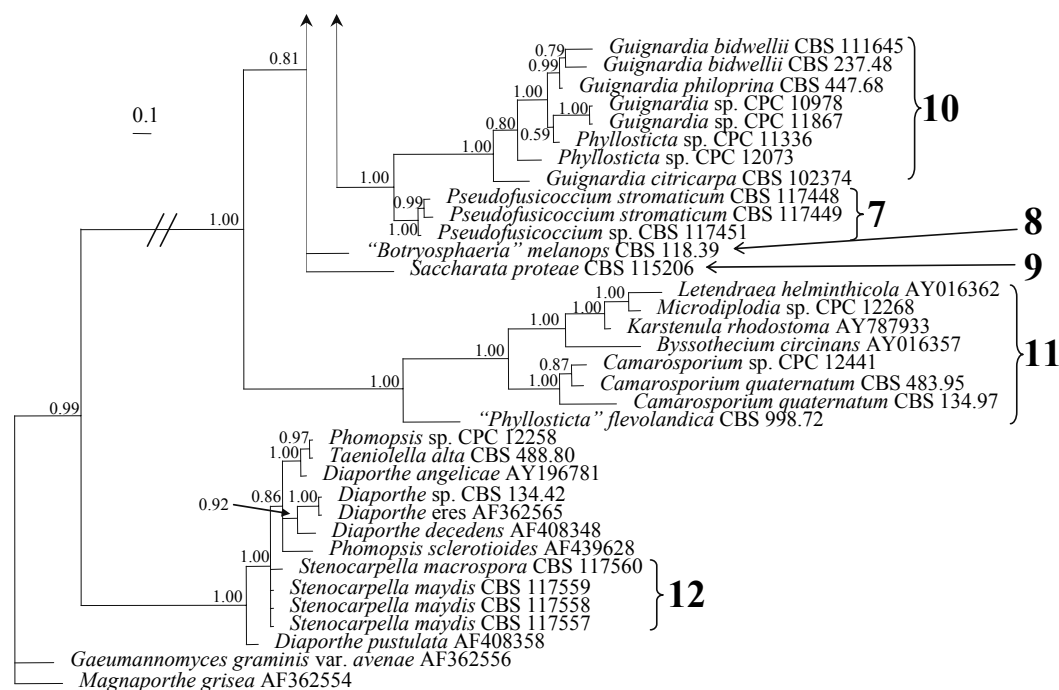 0.81
0.1
1.00
0.79
0.99
1.00
1.00
0.80
0.59
1.00
1.00
0.99
1.00
Guignardia bidwellii CBS 111645
Guignardia bidwellii CBS 237.48
Guignardia philoprina CBS 447.68
Guignardia sp. CPC 10978
Guignardia sp. CPC 11867
Phyllosticta sp. CPC 11336
Phyllosticta sp. CPC 12073
Guignardia citricarpa CBS 102374
10
Pseudofusicoccium stromaticum CBS 117448
Pseudofusicoccium stromaticum CBS 117449
Pseudofusicoccium sp. CBS 117451
7
“Botryosphaeria” melanops CBS 118.39
8
Saccharata proteae CBS 115206
9
1.00
1.00
1.00
1.00
1.00
0.87
1.00
Letendraea helminthicola AY016362
Microdiplodia sp. CPC 12268
Karstenula rhodostoma AY787933
Byssothecium circinans AY016357
Camarosporium sp. CPC 12441
Camarosporium quaternatum CBS 483.95
Camarosporium quaternatum CBS 134.97
“Phyllosticta” flevolandica CBS 998.72
11
0.99
0.97
1.00
0.86
0.92
1.00
1.00
1.00
Phomopsis sp. CPC 12258
Taeniolella alta CBS 488.80
Diaporthe angelicae AY196781
Diaporthe sp. CBS 134.42
Diaporthe eres AF362565
Diaporthe decedens AF408348
Phomopsis sclerotioides AF439628
Stenocarpella macrospora CBS 117560
Stenocarpella maydis CBS 117559
Stenocarpella maydis CBS 117558
Stenocarpella maydis CBS 117557
12
Diaporthe pustulata AF408358
Gaeumannomyces graminis var. avenae AF362556
Magnaporthe grisea AF362554